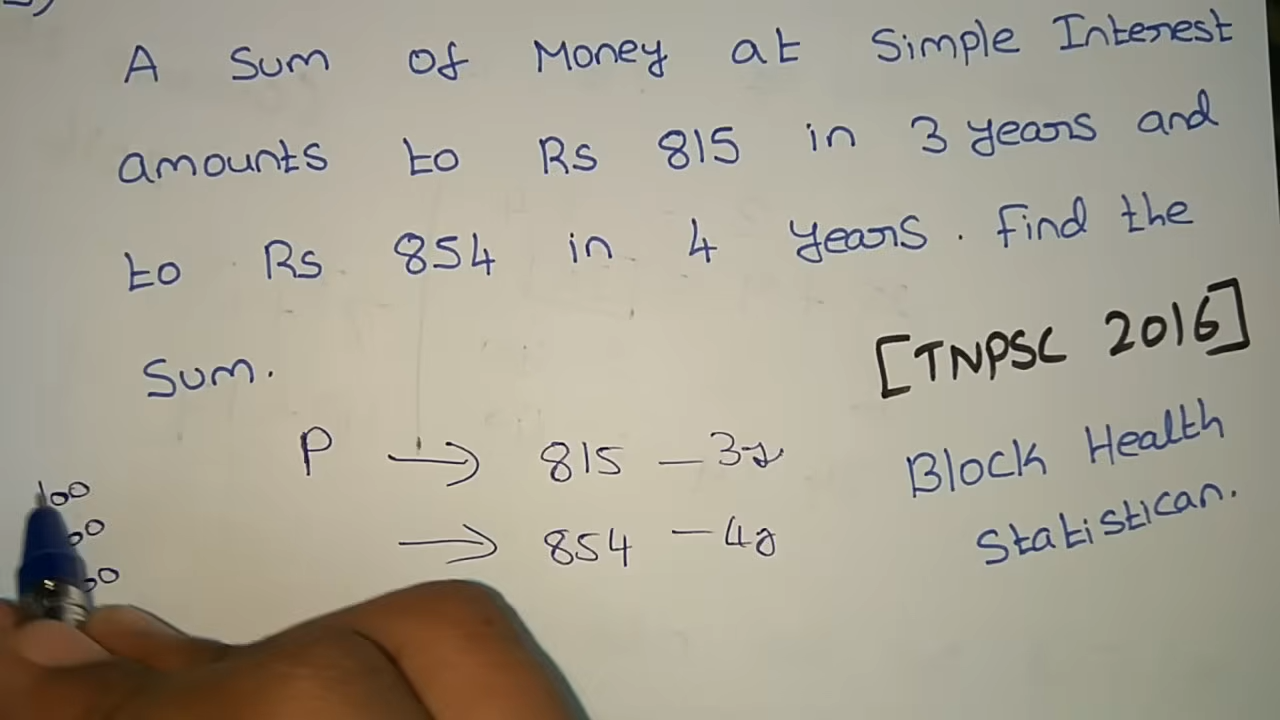 A Sum of Money at Simple Interest
amounts to Rs 815 in 3 years and
to Rs 854 in 4 years. Find the
Sum.
[TNPSC 2016]
Block Health
Statistican.
P → 815 - 3y
→ 854 - 4y
100